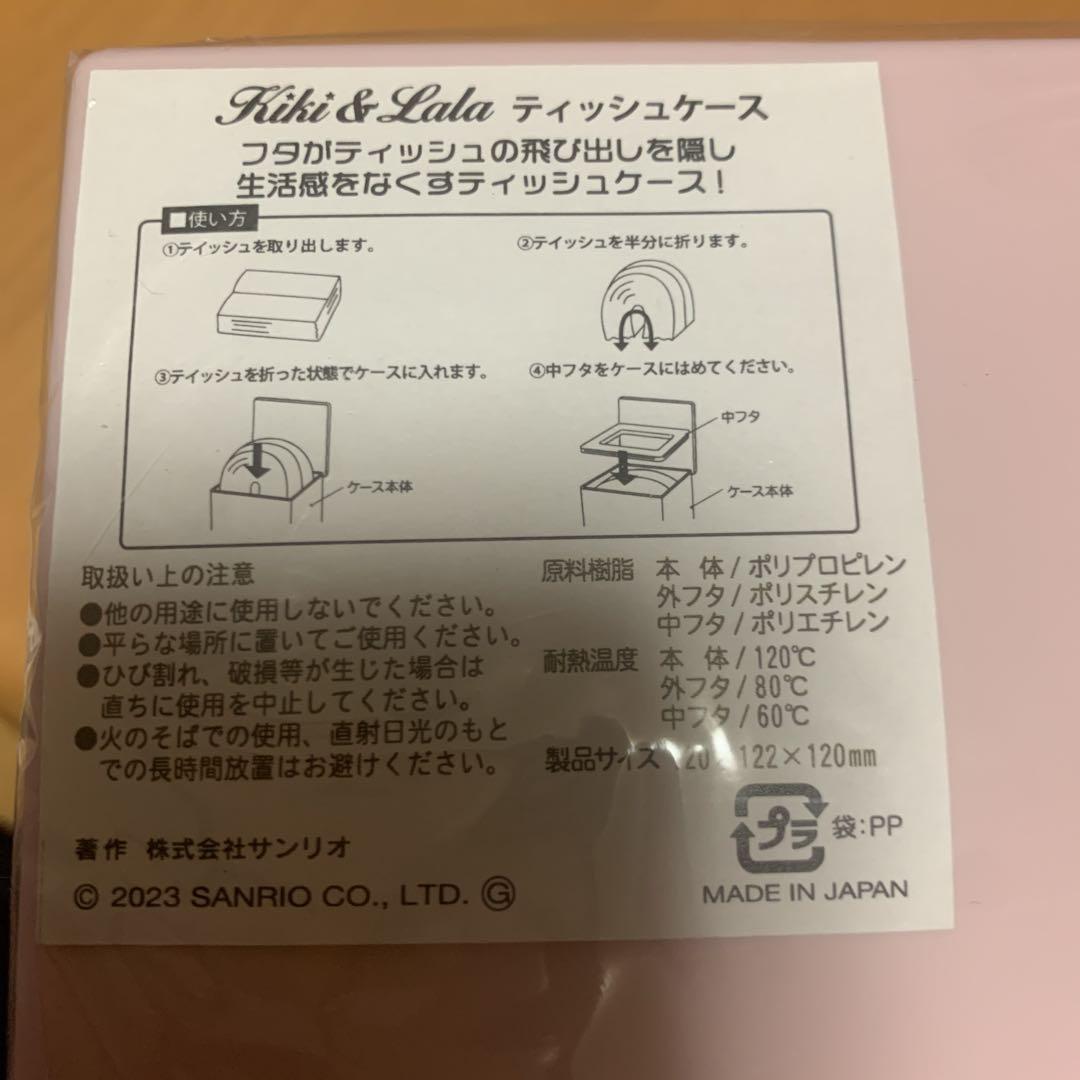 Kiki & Lala ティッシュケース
フタがティッシュの飛び出しを隠し
生活感をなくすティッシュケース!
■使い方
①テイッシュを取り出します。
②テイッシュを半分に折ります。
③テイッシュを折った状態でケースに入れます。
④中フタをケースにはめてください。
ケース本体
中フタ
ケース本体
取扱い上の注意
●他の用途に使用しないでください。
●平らな場所に置いてご使用ください。
●ひび割れ、破損等が生じた場合は
直ちに使用を中止してください。
●火のそばでの使用、直射日光のもと
での長時間放置はお避けください。
原料樹脂 本 体/ポリプロピレン
外フタ/ポリスチレン
中フタ/ポリエチレン
耐熱温度 本 体/120℃
外フタ/80℃
中フタ/60℃
製品サイズ 122×120mm
プラ 袋:PP
著作 株式会社サンリオ
© 2023 SANRIO CO., LTD. Ⓖ
MADE IN JAPAN